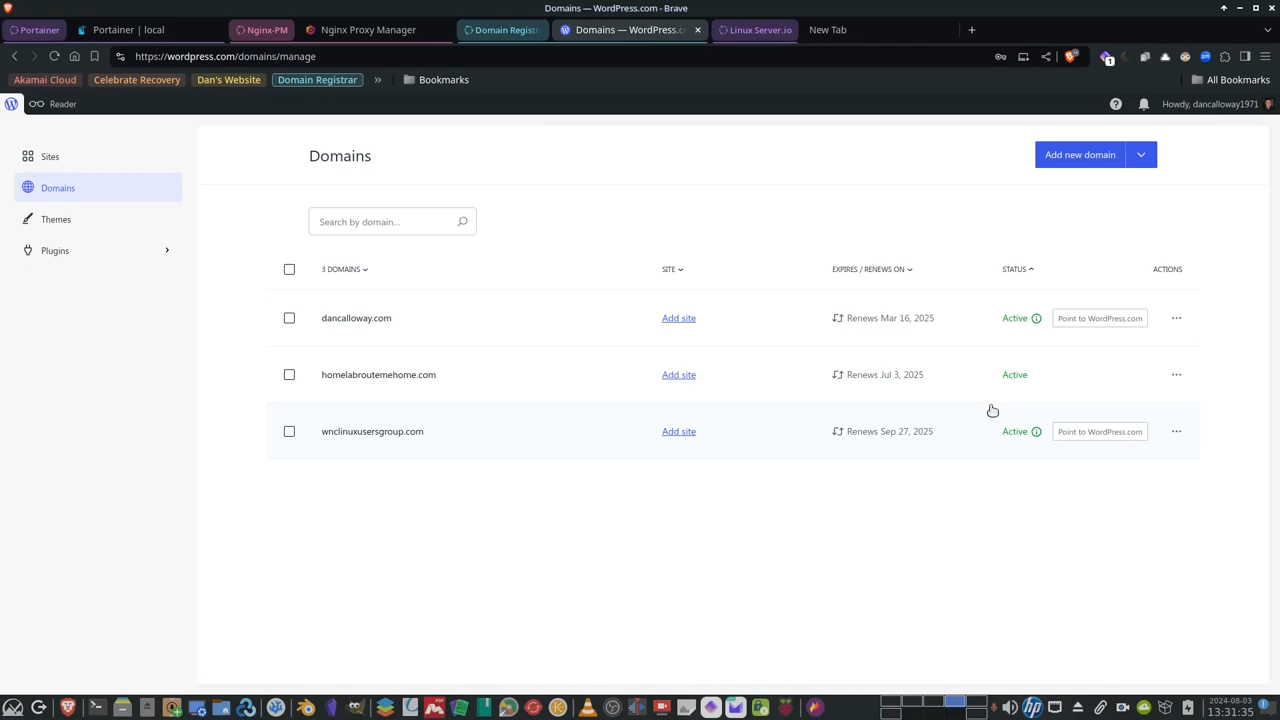 Domains — WordPress.com - Brave
Portainer
Portainer | local
Nginx-PM
Nginx Proxy Manager
Domain Registr
Domains — WordPress.c
Linux Server.io
New Tab
https://wordpress.com/domains/manage
Akamai Cloud
Celebrate Recovery
Dan's Website
Domain Registrar
Bookmarks
All Bookmarks
Reader
Howdy, dancalloway1971
Sites
Domains
Themes
Plugins
Domains
Add new domain
Search by domain...
3 DOMAINS SITE EXPIRES / RENEWS ON STATUS ACTIONS
dancalloway.com Add site Renews Mar 16, 2025 Active Point to WordPress.com
homelabroutemehome.com Add site Renews Jul 3, 2025 Active
wnclinuxusersgroup.com Add site Renews Sep 27, 2025 Active Point to WordPress.com
2024-08-03
13:31:35